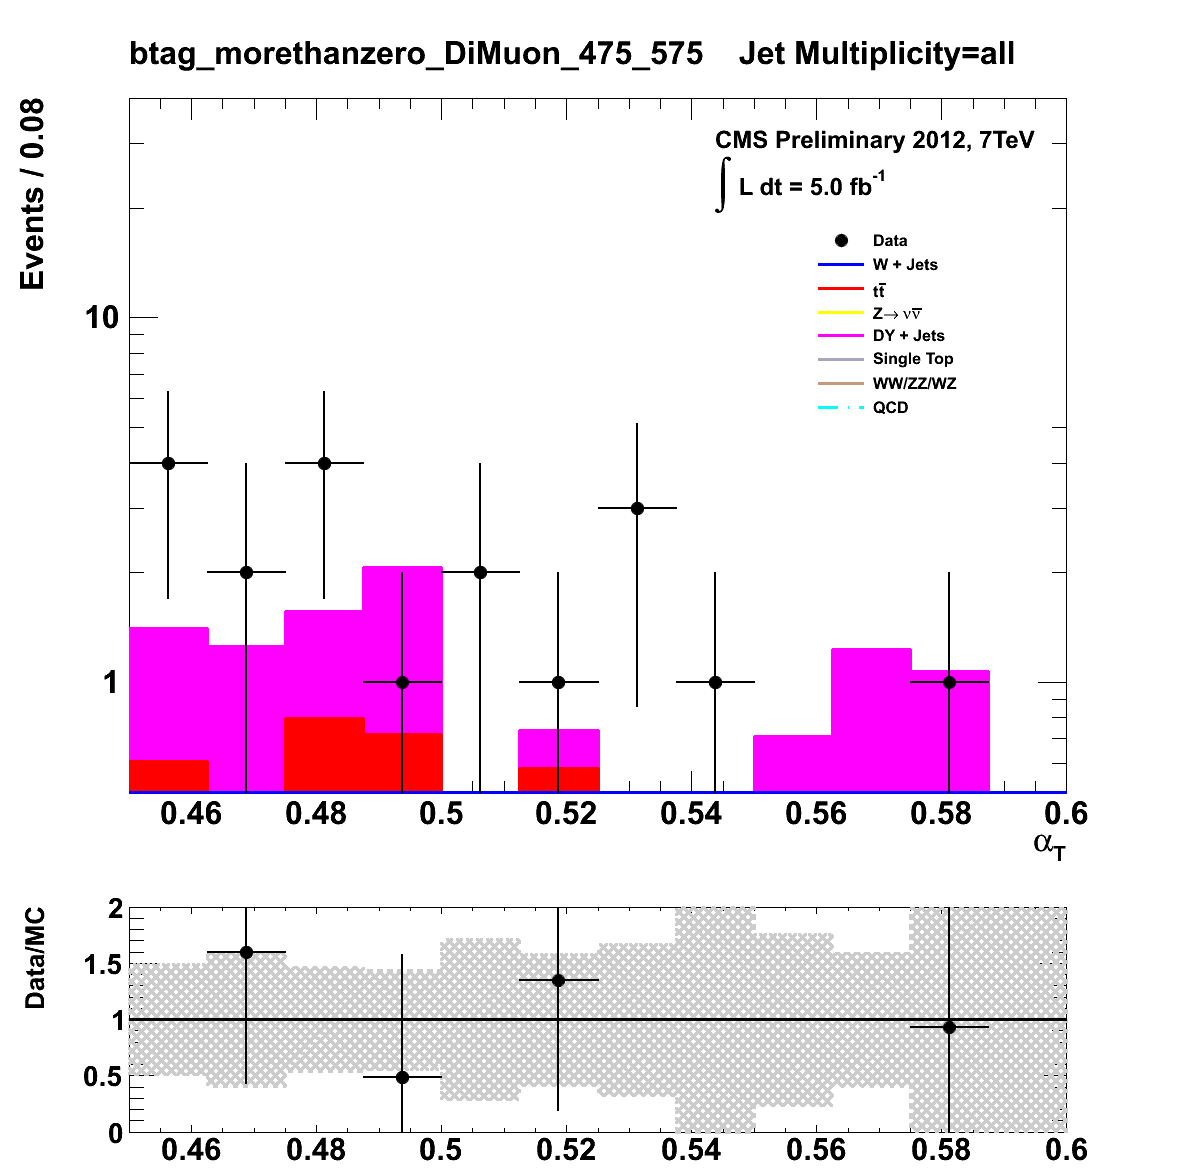 btag_morethanzero_DiMuon_475_575 Jet Multiplicity=all
Events / 0.08
CMS Preliminary 2012, 7TeV
∫ L dt = 5.0 fb⁻¹
Data
W + Jets
tt̅
Z→ νν̅
DY + Jets
Single Top
WW/ZZ/WZ
QCD
10
1
0.46 0.48 0.5 0.52 0.54 0.56 0.58 0.6
α_T
Data/MC
2
1.5
1
0.5
0
0.46 0.48 0.5 0.52 0.54 0.56 0.58 0.6